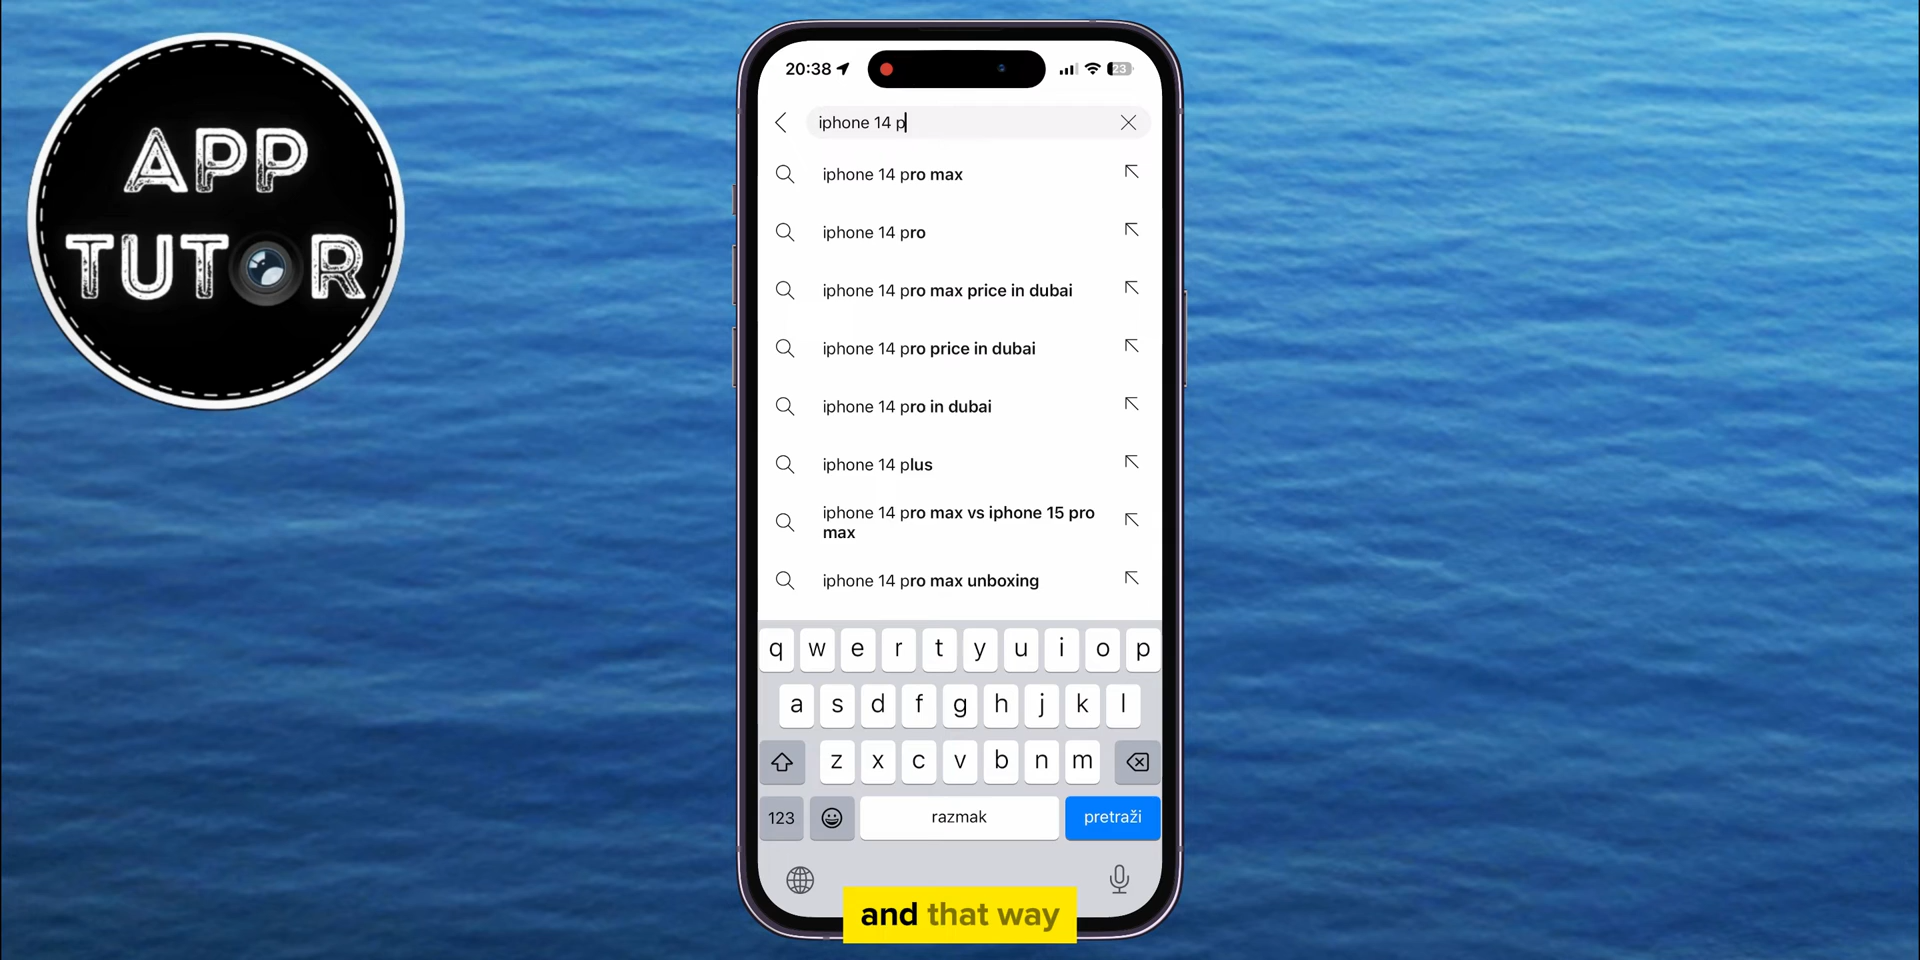 APP
TUTOR
20:38
23
iphone 14 p
iphone 14 pro max
iphone 14 pro
iphone 14 pro max price in dubai
iphone 14 pro price in dubai
iphone 14 pro in dubai
iphone 14 plus
iphone 14 pro max vs iphone 15 pro
max
iphone 14 pro max unboxing
q w e r t y u i o p
a s d f g h j k l
z x c v b n m
123 razmak pretraži
and that way